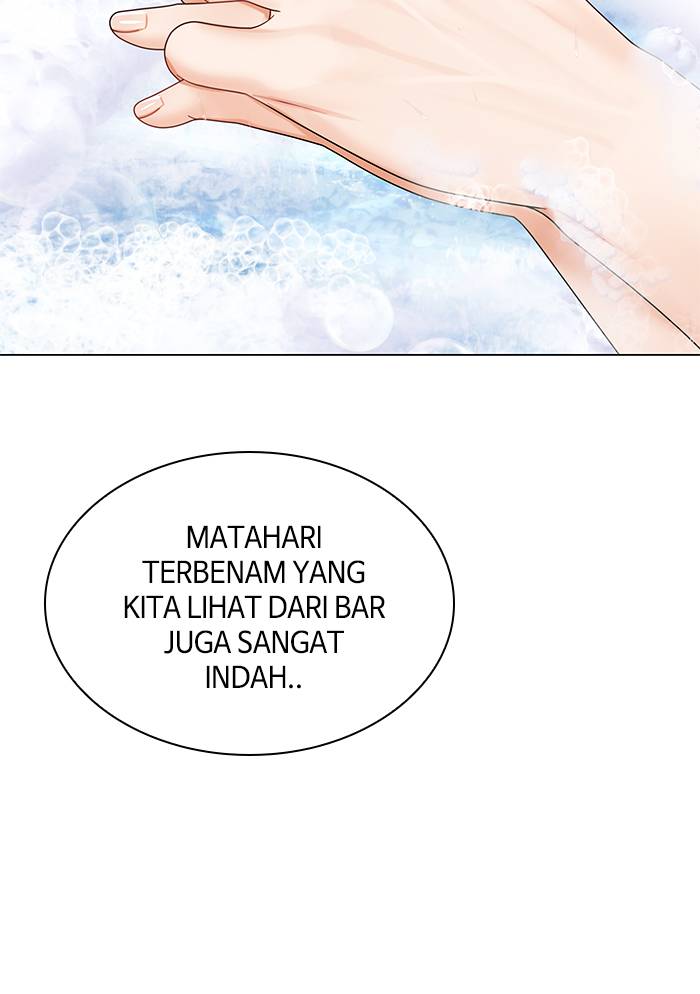 MATAHARI
TERBENAM YANG
KITA LIHAT DARI BAR
JUGA SANGAT
INDAH..